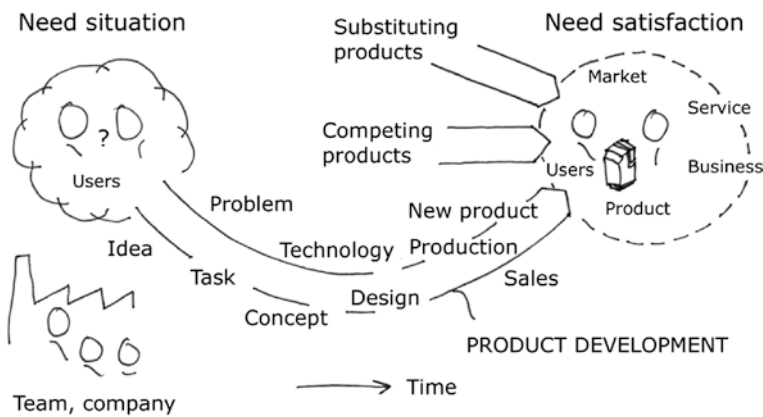 Need situation
Need satisfaction
Substituting
products
Market
Service
?
Competing
products
Users
Users
Business
Problem
New product
Product
Idea
Technology
Production
Task
Sales
Design
Concept
PRODUCT DEVELOPMENT
Time
Team, company